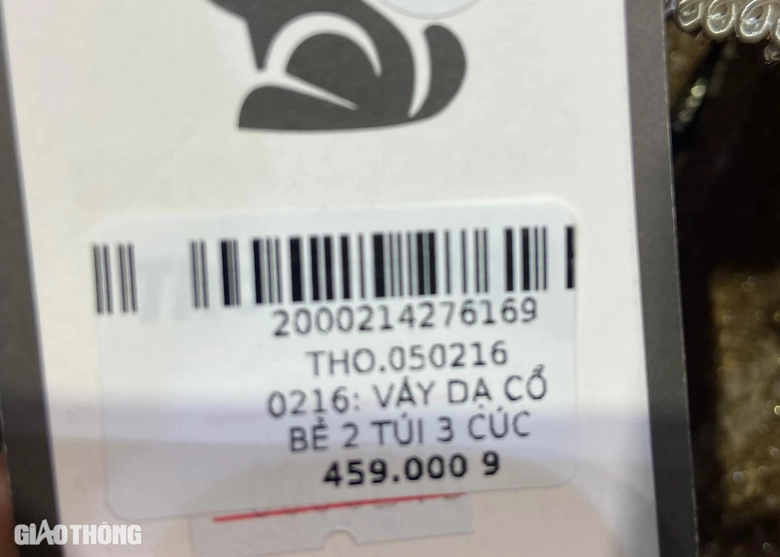 2000214276169
THO.050216
0216: VÁY DẠ CỔ
BẺ 2 TÚI 3 CÚC
459.000 9
GIAOTHÔNG